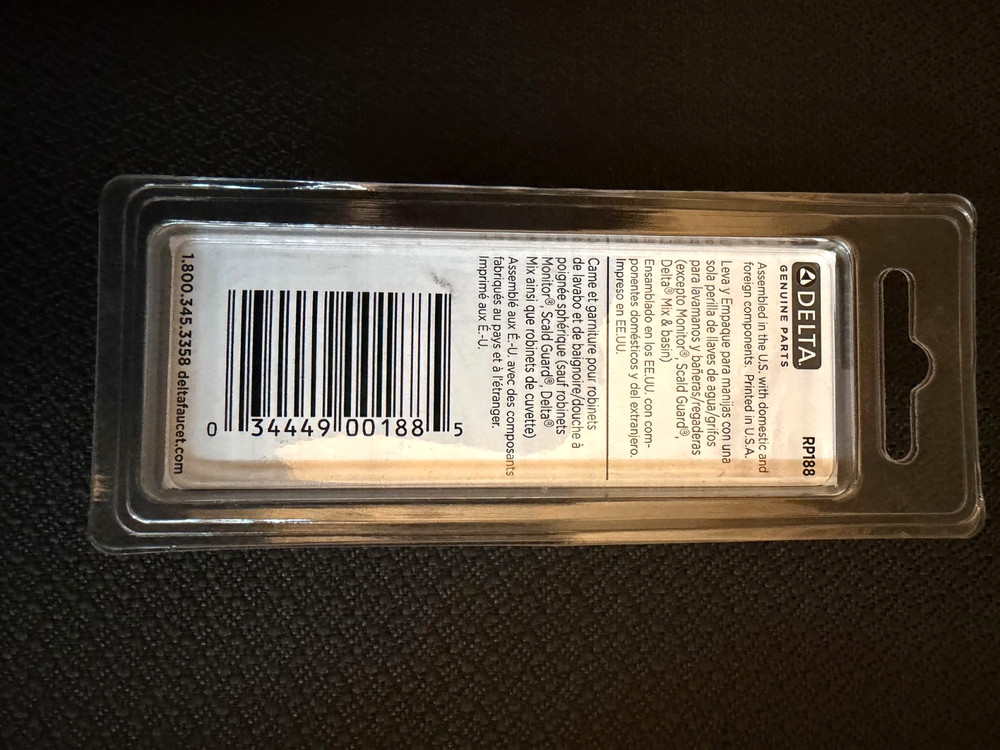 DELTA.
GENUINE PARTS
RP188
Assembled in the U.S. with domestic and
foreign components. Printed in U.S.A.
Leva y Empaque para manijas con una
sola perilla de llaves de agua/grifos
para lavamanos y bañeras/regaderas
(excepto Monitor®, Scald Guard®,
Delta® Mix & basin)
Ensamblado en los EE.UU. con com-
ponentes domésticos y del extranjero.
Impreso en EE.UU.
Came et garniture pour robinets
de lavabo et de baignoire/douche à
poignée sphérique (sauf robinets
Monitor®, Scald Guard®, Delta®
Mix ainsi que robinets de cuvette)
Assemblé aux É.-U. avec des composants
fabriqués au pays et à l'étranger.
Imprimé aux É.-U.
0 34449 00188 5
1.800.345.3358 deltafaucet.com